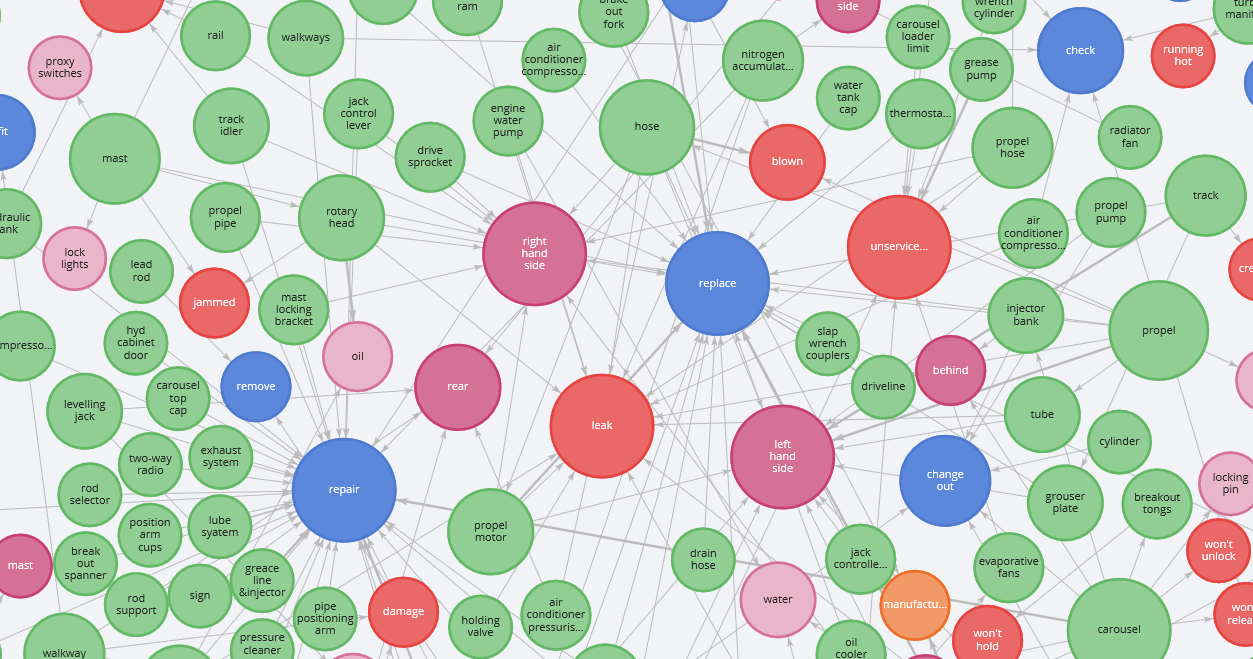 ram
brake
out
fork
side
carousel
loader
limit
wrench
cylinder
turb
manif
proxy
switches
rail
walkways
air
conditioner
compresso...
nitrogen
accumulat...
grease
pump
check
running
hot
fit
mast
track
idler
jack
control
lever
drive
sprocket
engine
water
pump
hose
blown
water
tank
cap
thermosta...
propel
hose
radiator
fan
draulic
ank
lock
lights
lead
rod
propel
pipe
rotary
head
right
hand
side
replace
unservice...
air
conditioner
compresso...
propel
pump
track
cre
mpresso...
hyd
cabinet
door
jammed
mast
locking
bracket
oil
slap
wrench
couplers
injector
bank
propel
levelling
jack
carousel
top
cap
remove
rear
leak
left
hand
side
driveline
behind
tube
cylinder
rod
selector
two-way
radio
exhaust
system
repair
change
out
grouser
plate
breakout
tongs
locking
pin
mast
break
out
spanner
position
arm
cups
lube
syatem
propel
motor
drain
hose
jack
controlle...
evaporative
fans
won't
unlock
walkway
rod
support
sign
greace
line
&injector
pressure
cleaner
pipe
positioning
arm
damage
holding
valve
air
conditioner
pressuris...
water
oil
cooler
manufactu...
won't
hold
carousel
won
relea